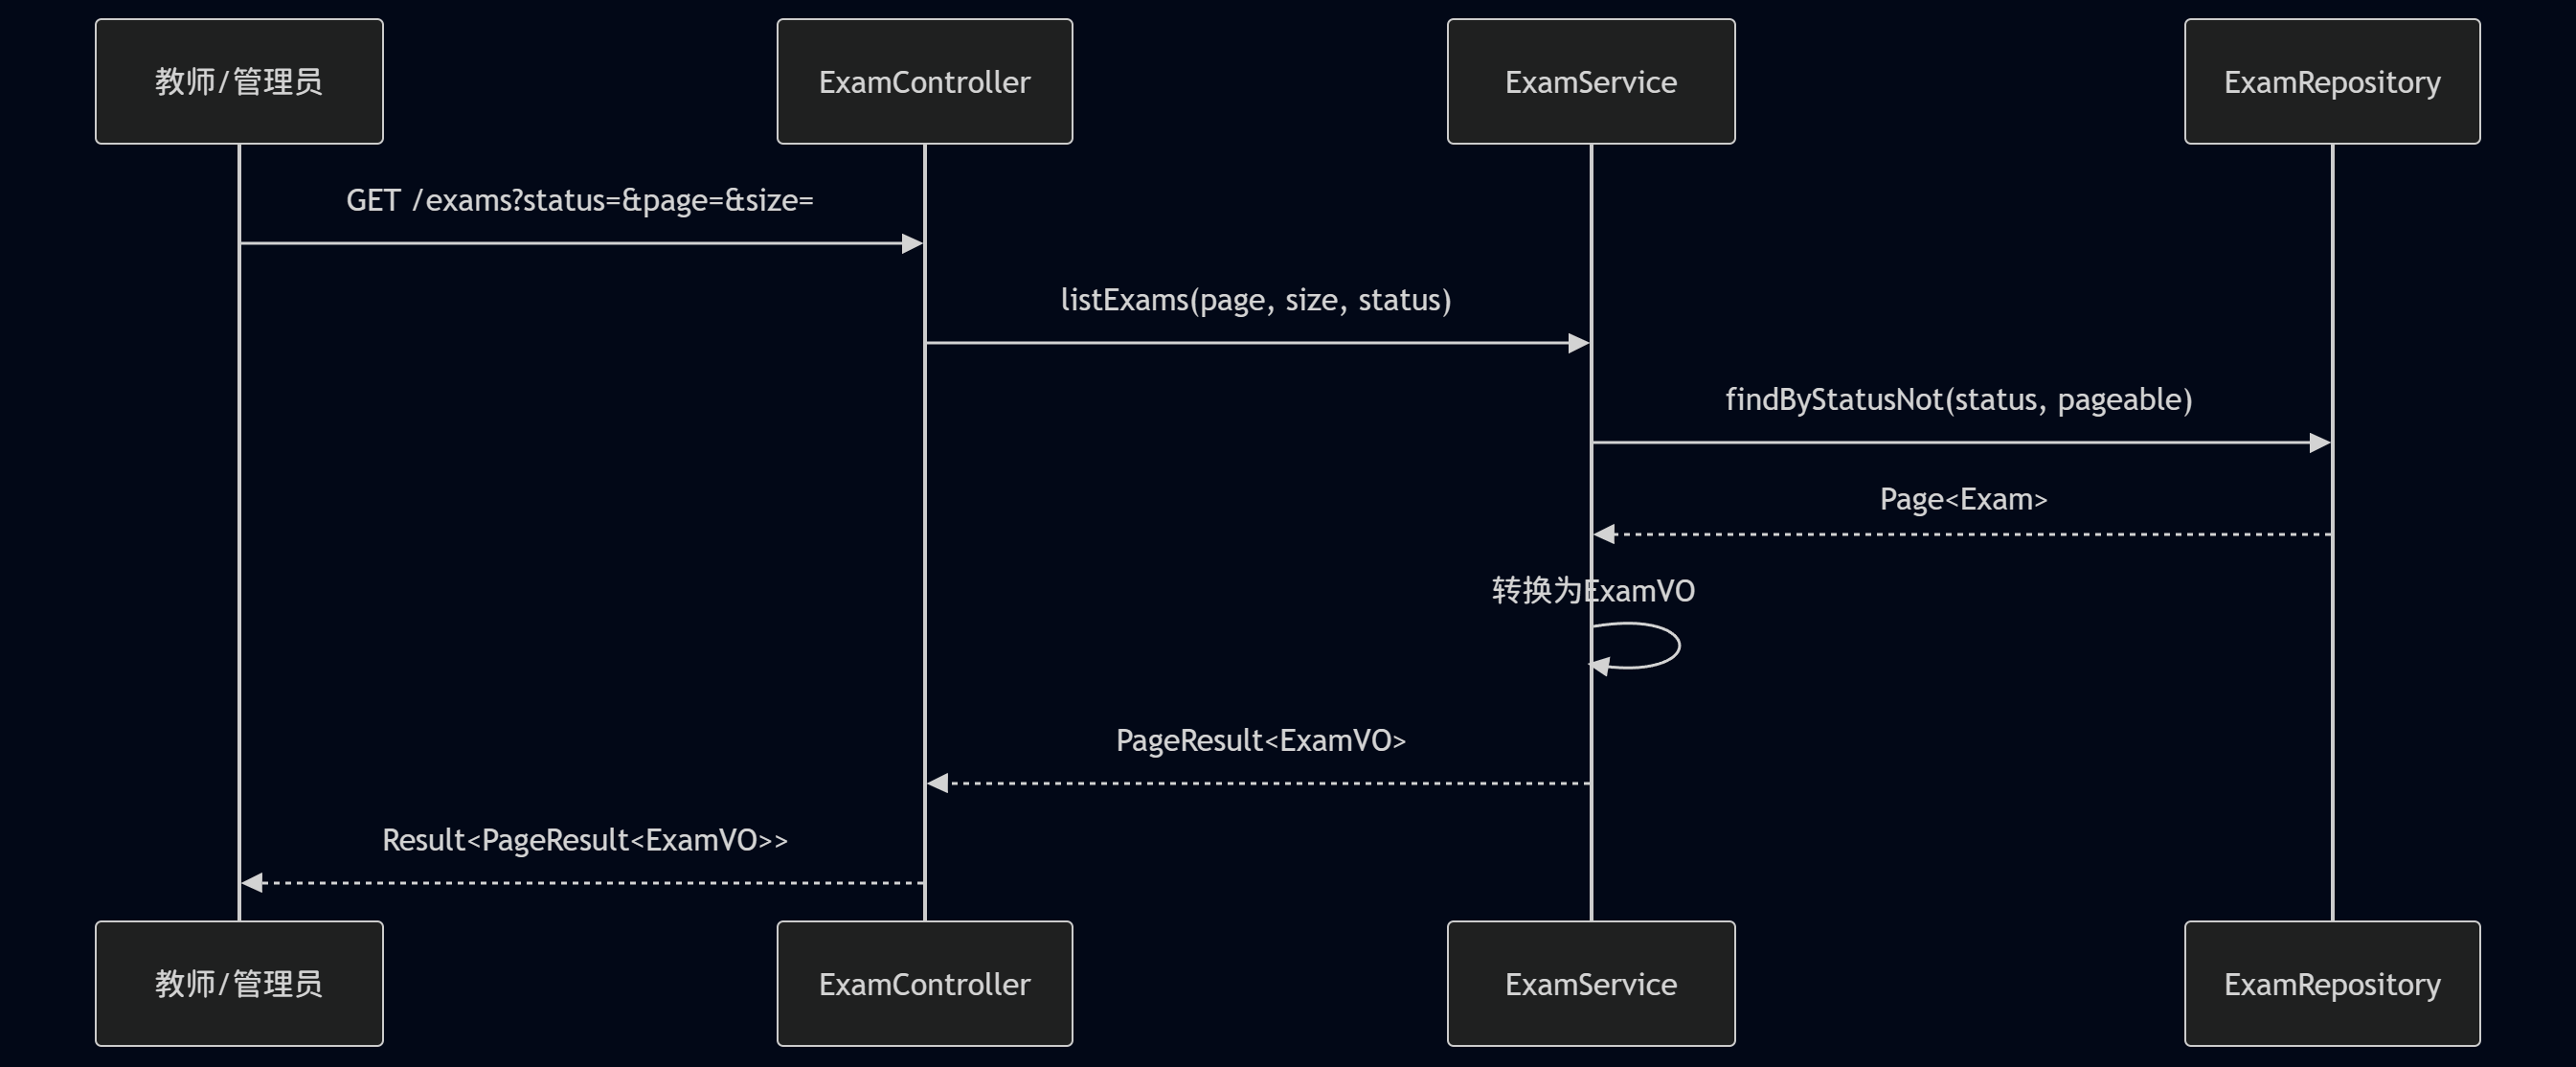 教师/管理员
ExamController
ExamService
ExamRepository
GET /exams?status=&page=&size=
listExams(page, size, status)
findByStatusNot(status, pageable)
Page<Exam>
转换为ExamVO
PageResult<ExamVO>
Result<PageResult<ExamVO>>
教师/管理员
ExamController
ExamService
ExamRepository